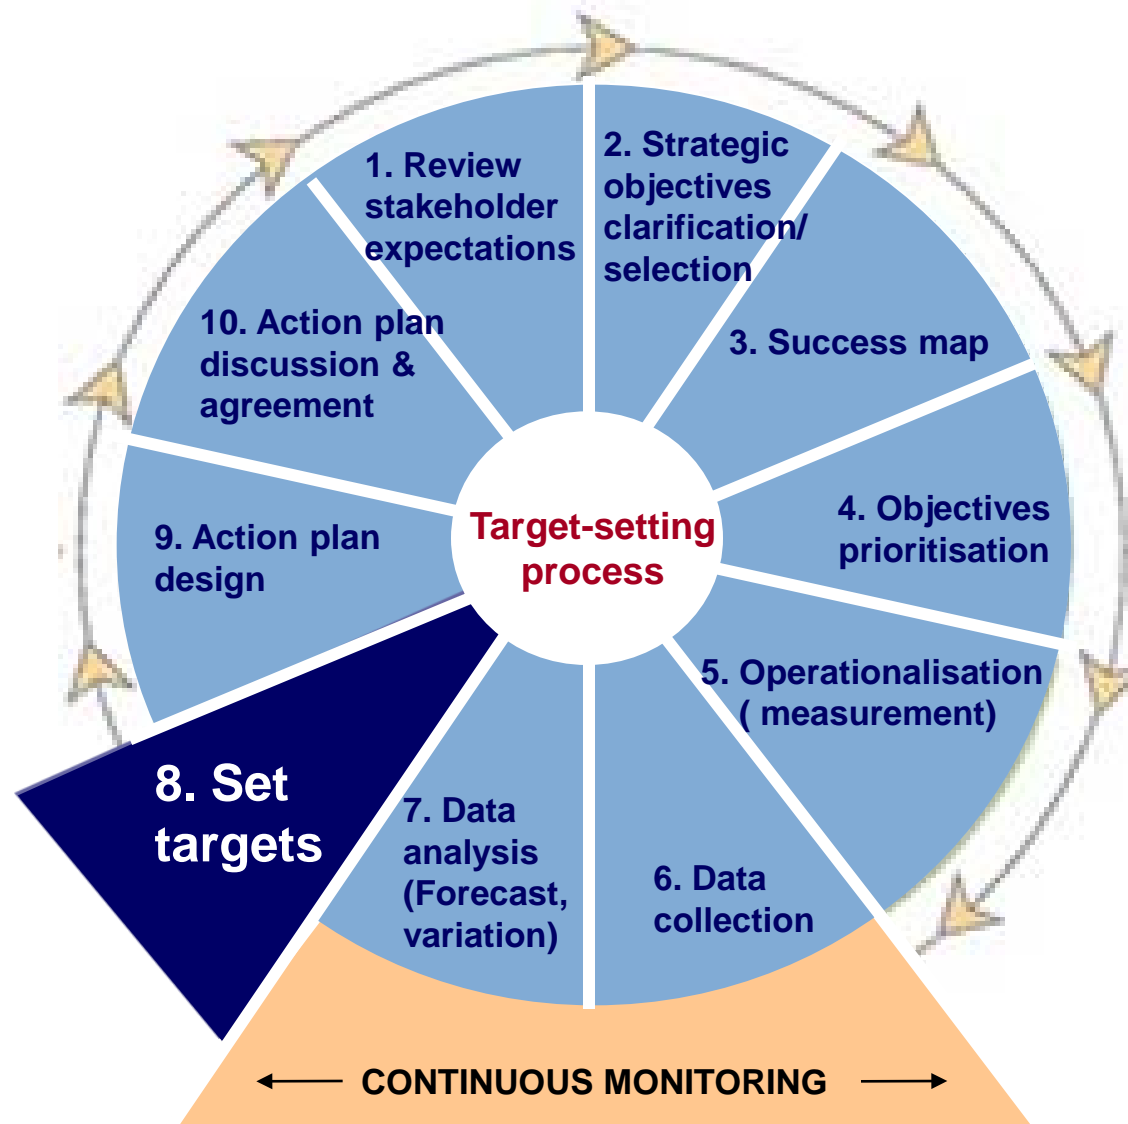 1. Review
stakeholder
expectations
2. Strategic
objectives
clarification/
selection
3. Success map
4. Objectives
prioritisation
5. Operationalisation
( measurement)
6. Data
collection
7. Data
analysis
(Forecast,
variation)
8. Set
targets
9. Action plan
design
10. Action plan
discussion &
agreement
Target-setting
process
CONTINUOUS MONITORING